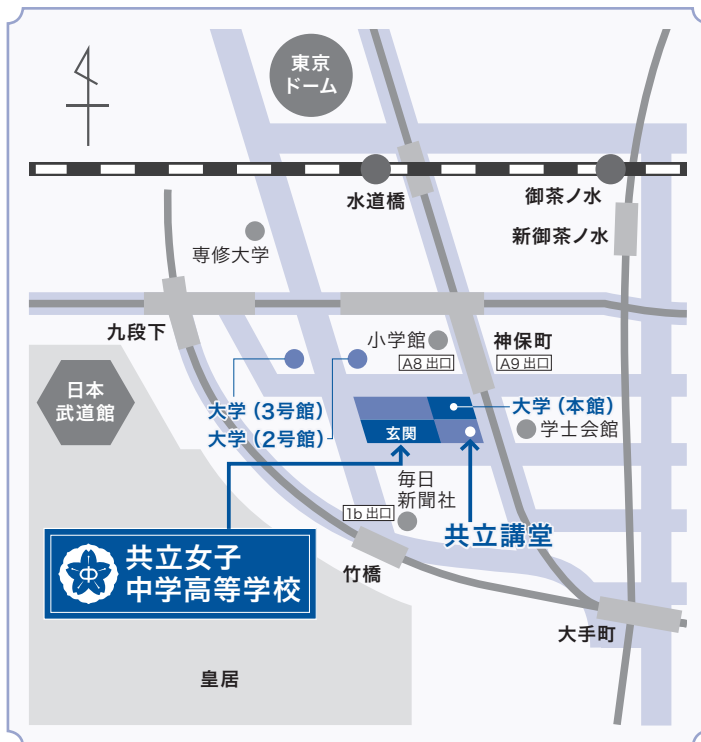 東京
ドーム
水道橋
御茶ノ水
新御茶ノ水
専修大学
九段下
小学館
神保町
A8 出口
A9 出口
日本
武道館
大学（3号館）
大学（本館）
大学（2号館）
玄関
学士会館
毎日
新聞社
1b 出口
共立講堂
中
共立女子
中学高等学校
竹橋
大手町
皇居